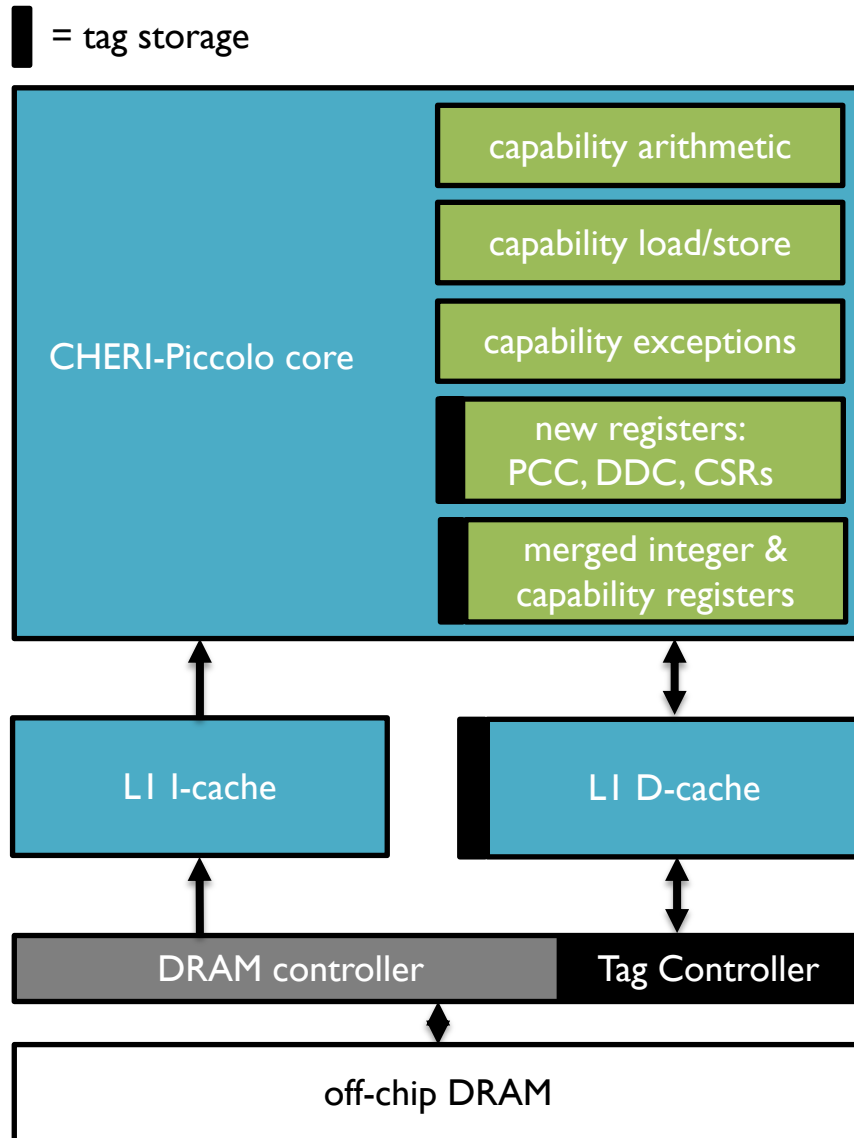 = tag storage
capability arithmetic
capability load/store
CHERI-Piccolo core
capability exceptions
new registers:
PCC, DDC, CSRs
merged integer &
capability registers
L1 I-cache
L1 D-cache
DRAM controller
Tag Controller
off-chip DRAM